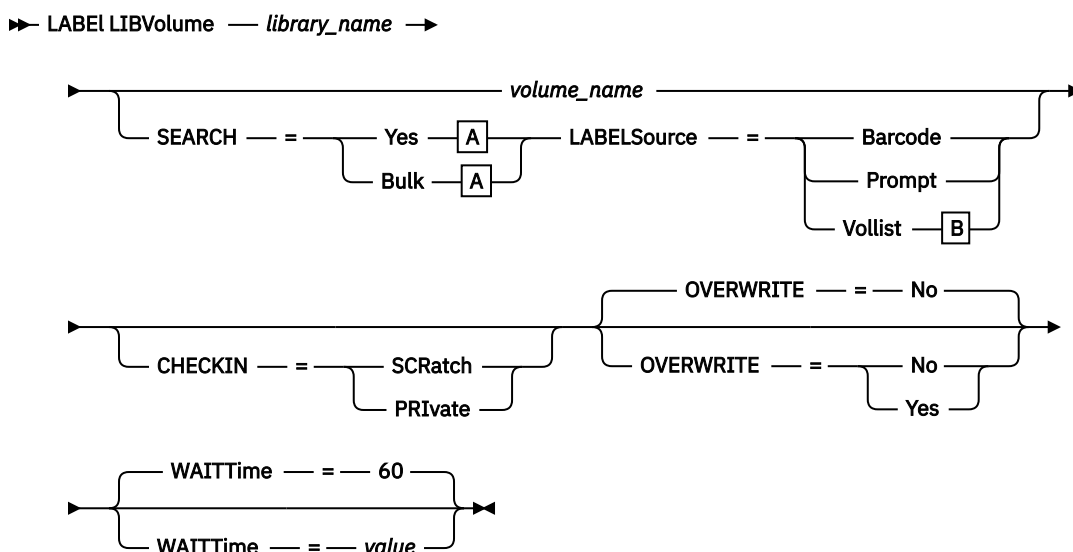 LABEl LIBVolume library_name
volume_name
SEARCH = Yes A LABELSource = Barcode
Bulk A Prompt
Vollist B
OVERWRITE = No
CHECKIN = SCRatch OVERWRITE = No
PRIvate Yes
WAITTime = 60
WAITTime = value